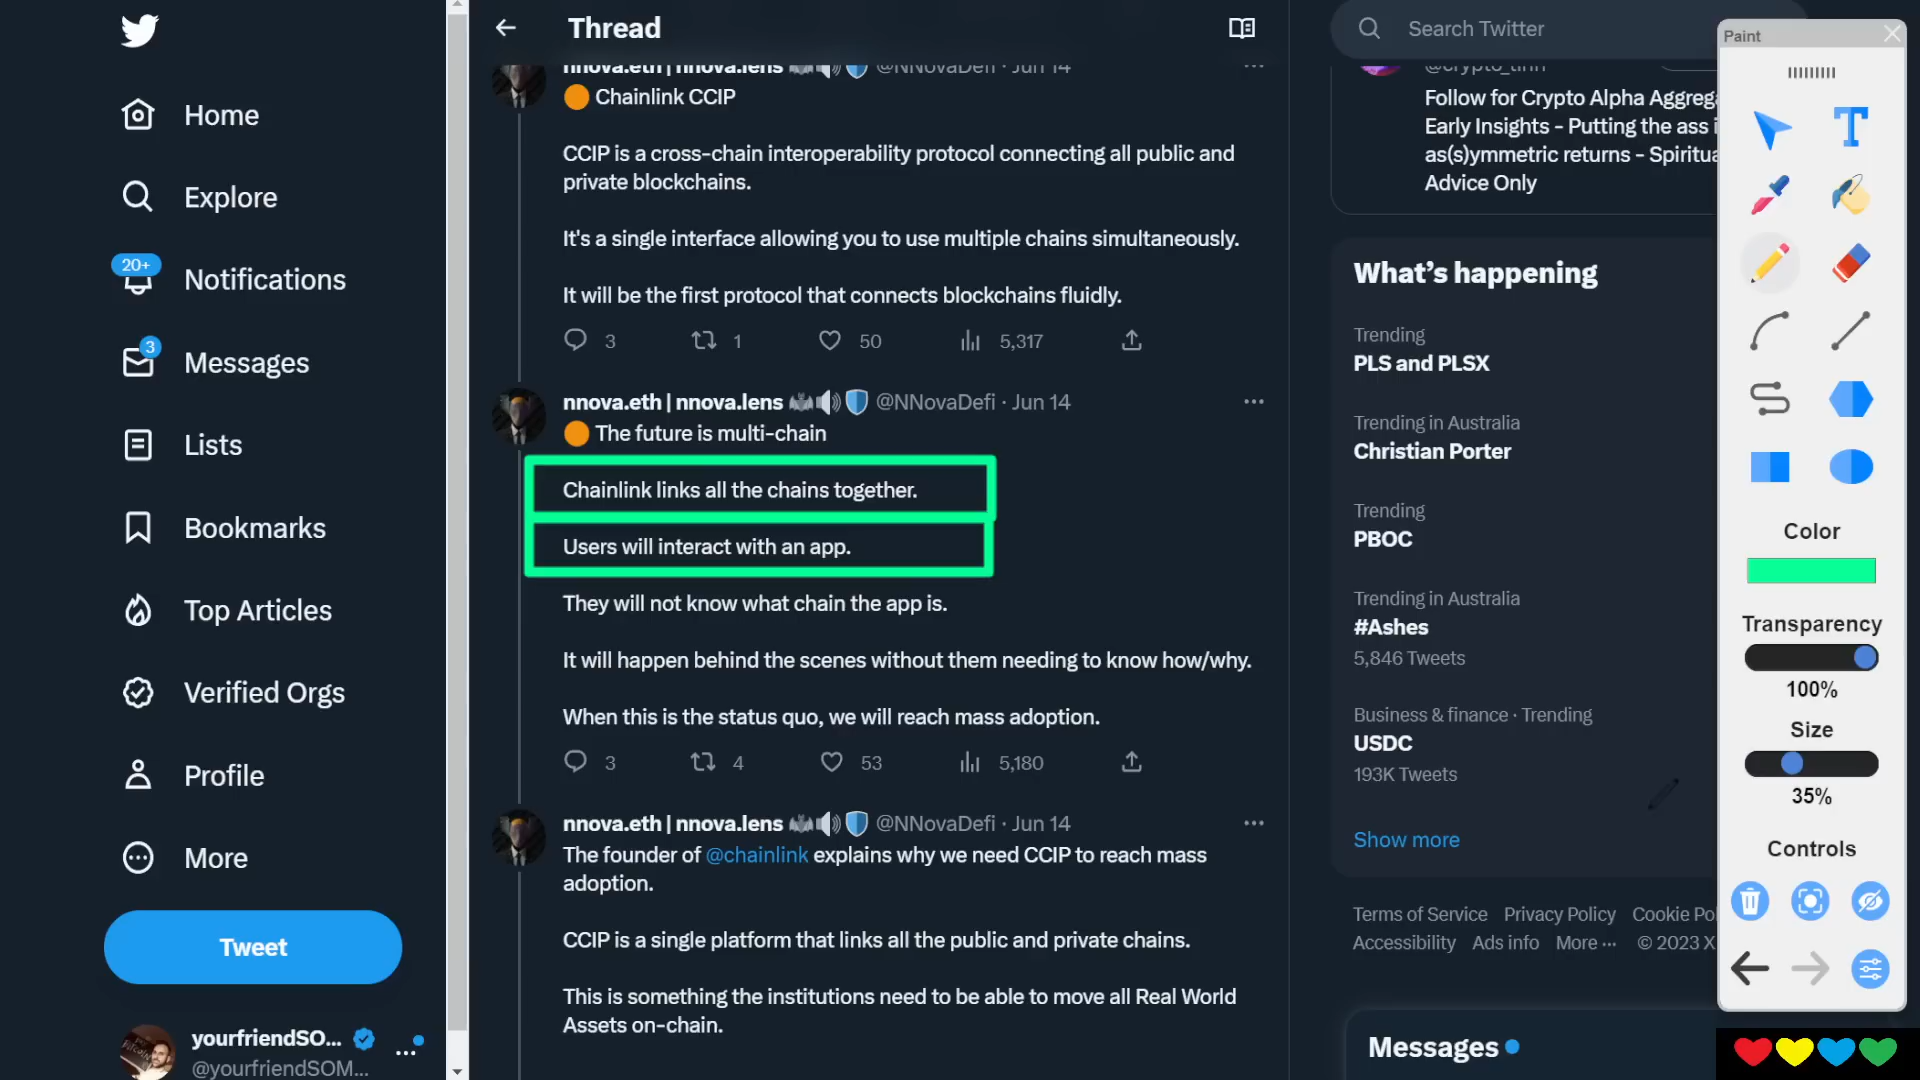 Home
Explore
20+
Notifications
3
Messages
Lists
Bookmarks
Top Articles
Verified Orgs
Profile
More
Tweet
yourfriendSO...
@yourfriendSOM...
Thread
nnova.eth | nnova.lens @NNovaDefi · Jun 14
Chainlink CCIP
CCIP is a cross-chain interoperability protocol connecting all public and
private blockchains.
It's a single interface allowing you to use multiple chains simultaneously.
It will be the first protocol that connects blockchains fluidly.
3 1 50 5,317
nnova.eth | nnova.lens @NNovaDefi · Jun 14
The future is multi-chain
Chainlink links all the chains together.
Users will interact with an app.
They will not know what chain the app is.
It will happen behind the scenes without them needing to know how/why.
When this is the status quo, we will reach mass adoption.
3 4 53 5,180
nnova.eth | nnova.lens @NNovaDefi · Jun 14
The founder of @chainlink explains why we need CCIP to reach mass
adoption.
CCIP is a single platform that links all the public and private chains.
This is something the institutions need to be able to move all Real World
Assets on-chain.
Search Twitter
Follow for Crypto Alpha Aggrega
Early Insights - Putting the ass i
as(s)ymmetric returns - Spiritua
Advice Only
What's happening
Trending
PLS and PLSX
Trending in Australia
Christian Porter
Trending
PBOC
Trending in Australia
#Ashes
5,846 Tweets
Business & finance · Trending
USDC
193K Tweets
Show more
Terms of Service Privacy Policy Cookie Pol
Accessibility Ads info More ··· © 2023 X
Messages
Paint
Color
Transparency
100%
Size
35%
Controls